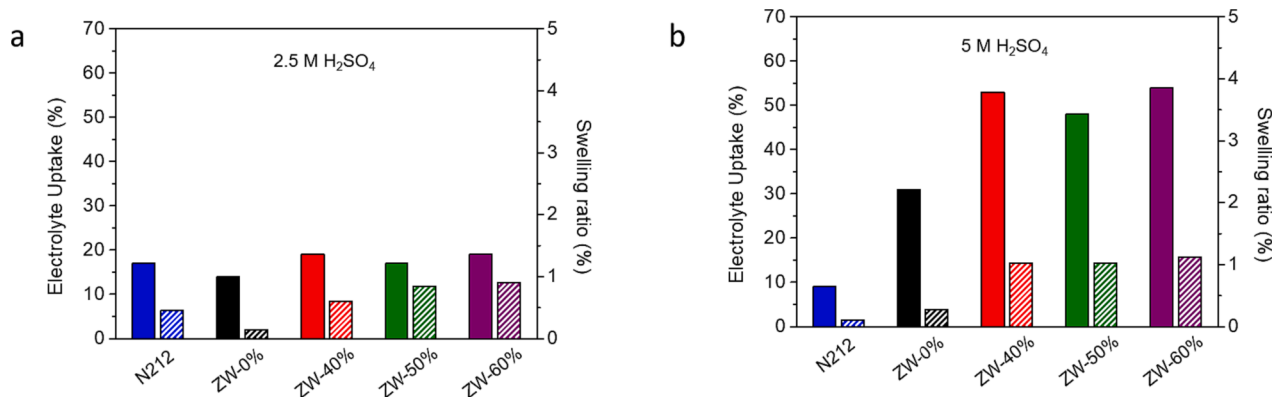 a
2.5 M H₂SO₄
Electrolyte Uptake (%)
70
60
50
40
30
20
10
0
Swelling ratio (%)
5
4
3
2
1
0
N212
ZW-0%
ZW-40%
ZW-50%
ZW-60%
b
5 M H₂SO₄
Electrolyte Uptake (%)
70
60
50
40
30
20
10
0
Swelling ratio (%)
5
4
3
2
1
0
N212
ZW-0%
ZW-40%
ZW-50%
ZW-60%